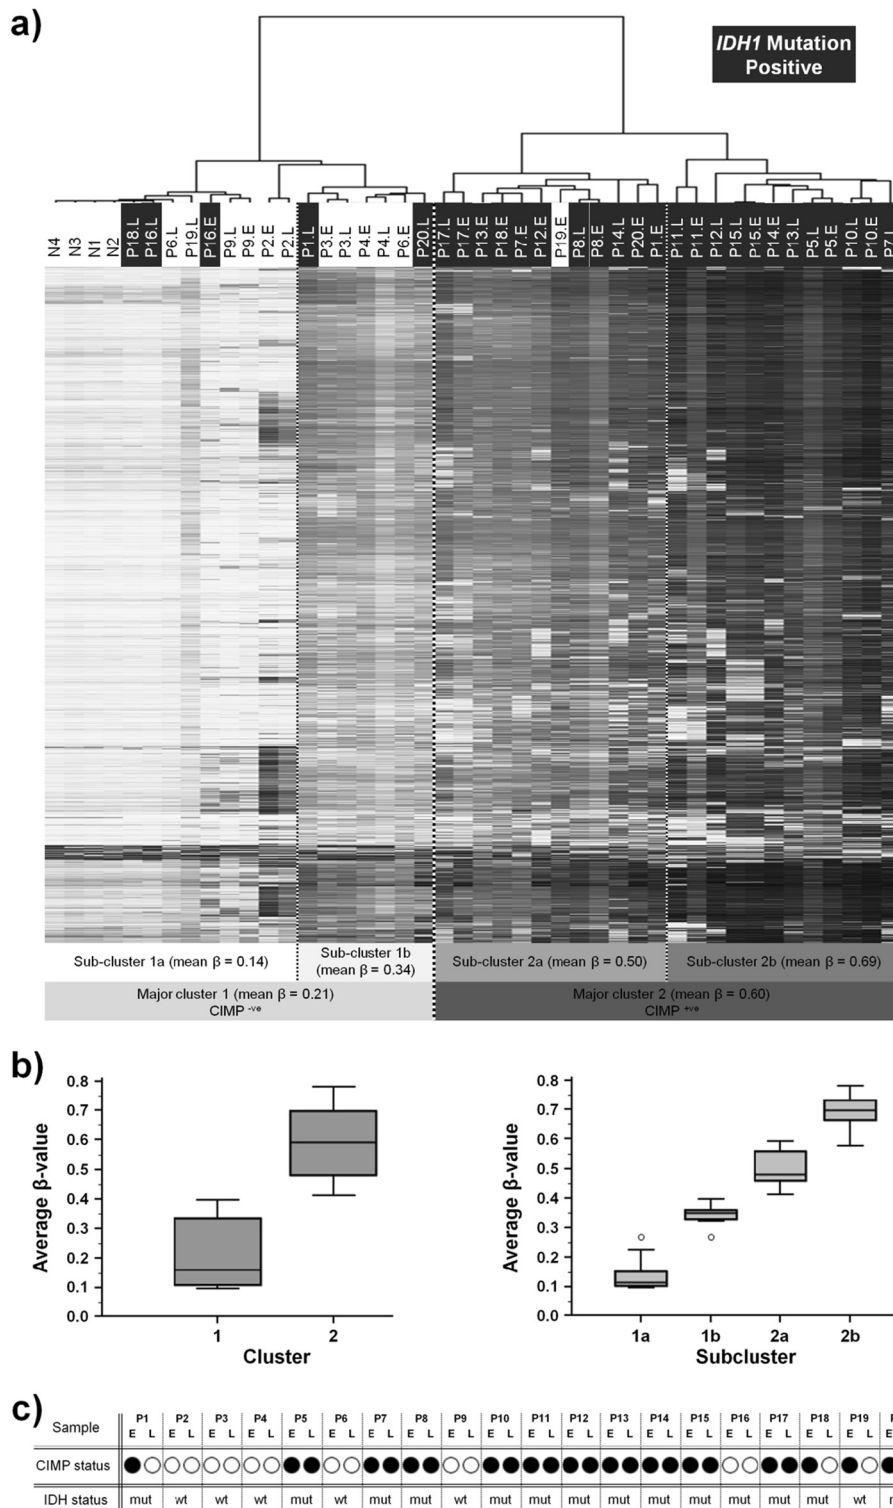 a)
IDH1 Mutation
Positive
N4 N3 N1 N2 P18.L P16.L P6.L P19.L P16.E P9.L P9.E P2.E P2.L P1.L P3.E P3.L P4.E P4.L P6.E P20.L P17.L P17.E P13.E P18.E P7.E P12.E P19.E P8.L P8.E P14.L P20.E P1.E P11.L P11.E P12.L P15.L P15.E P14.E P13.L P5.L P5.E P10.L P10.E P7.L
Sub-cluster 1a (mean β = 0.14)
Sub-cluster 1b
(mean β = 0.34)
Sub-cluster 2a (mean β = 0.50)
Sub-cluster 2b (mean β = 0.69)
Major cluster 1 (mean β = 0.21)
CIMP -ve
Major cluster 2 (mean β = 0.60)
CIMP +ve
b)
Average β-value
0.8
0.7
0.6
0.5
0.4
0.3
0.2
0.1
0.0
1 2
Cluster
Average β-value
0.8
0.7
0.6
0.5
0.4
0.3
0.2
0.1
0.0
1a 1b 2a 2b
Subcluster
c)
Sample
P1 P2 P3 P4 P5 P6 P7 P8 P9 P10 P11 P12 P13 P14 P15 P16 P17 P18 P19
E L E L E L E L E L E L E L E L E L E L E L E L E L E L E L E L E L E L E L
CIMP status
IDH status mut wt wt wt mut wt mut mut wt mut mut mut mut mut mut mut mut mut wt